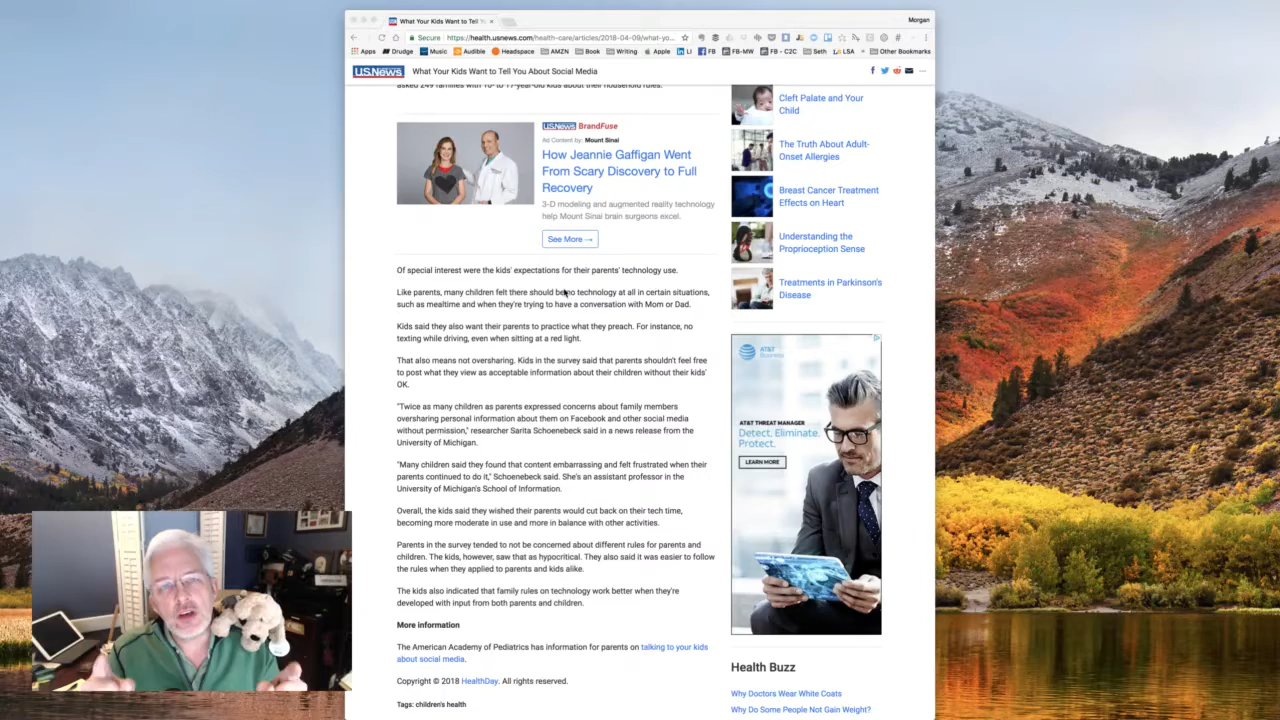 What Your Kids Want to Tell Yo
Morgan
Secure
https://health.usnews.com/health-care/articles/2018-04-09/what-yo...
Apps Drudge Music Audible Headspace AMZN Book Writing Apple LI FB FB-MW FB - C2C Seth LSA » Other Bookmarks
U.S.News What Your Kids Want to Tell You About Social Media
asked 249 families with 10- to 17-year-old kids about their household rules.
U.S.News BrandFuse
Ad Content by: Mount Sinai
How Jeannie Gaffigan Went
From Scary Discovery to Full
Recovery
3-D modeling and augmented reality technology
help Mount Sinai brain surgeons excel.
See More →
Of special interest were the kids' expectations for their parents' technology use.
Like parents, many children felt there should be no technology at all in certain situations,
such as mealtime and when they're trying to have a conversation with Mom or Dad.
Kids said they also want their parents to practice what they preach. For instance, no
texting while driving, even when sitting at a red light.
That also means not oversharing. Kids in the survey said that parents shouldn't feel free
to post what they view as acceptable information about their children without their kids'
OK.
"Twice as many children as parents expressed concerns about family members
oversharing personal information about them on Facebook and other social media
without permission," researcher Sarita Schoenebeck said in a news release from the
University of Michigan.
"Many children said they found that content embarrassing and felt frustrated when their
parents continued to do it," Schoenebeck said. She's an assistant professor in the
University of Michigan's School of Information.
Overall, the kids said they wished their parents would cut back on their tech time,
becoming more moderate in use and more in balance with other activities.
Parents in the survey tended to not be concerned about different rules for parents and
children. The kids, however, saw that as hypocritical. They also said it was easier to follow
the rules when they applied to parents and kids alike.
The kids also indicated that family rules on technology work better when they're
developed with input from both parents and children.
More information
The American Academy of Pediatrics has information for parents on talking to your kids
about social media.
Copyright © 2018 HealthDay. All rights reserved.
Tags: children's health
Cleft Palate and Your
Child
The Truth About Adult-
Onset Allergies
Breast Cancer Treatment
Effects on Heart
Understanding the
Proprioception Sense
Treatments in Parkinson's
Disease
AT&T
Business
AT&T THREAT MANAGER
Detect. Eliminate.
Protect.
LEARN MORE
Health Buzz
Why Doctors Wear White Coats
Why Do Some People Not Gain Weight?